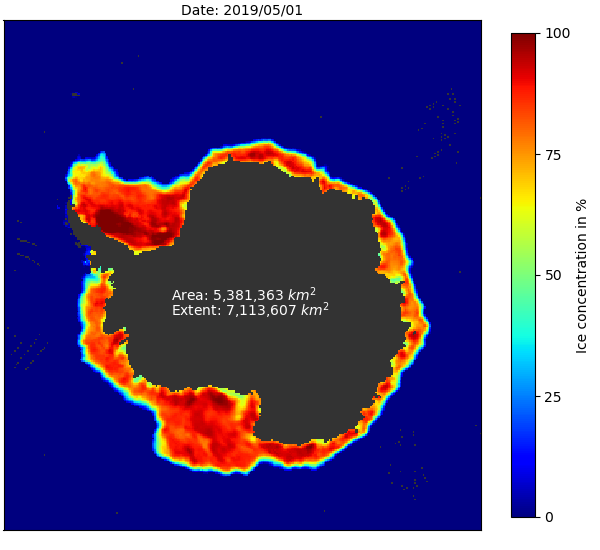 Date: 2019/05/01
100
75
50
25
0
Ice concentration in %
Area: 5,381,363 km²
Extent: 7,113,607 km²